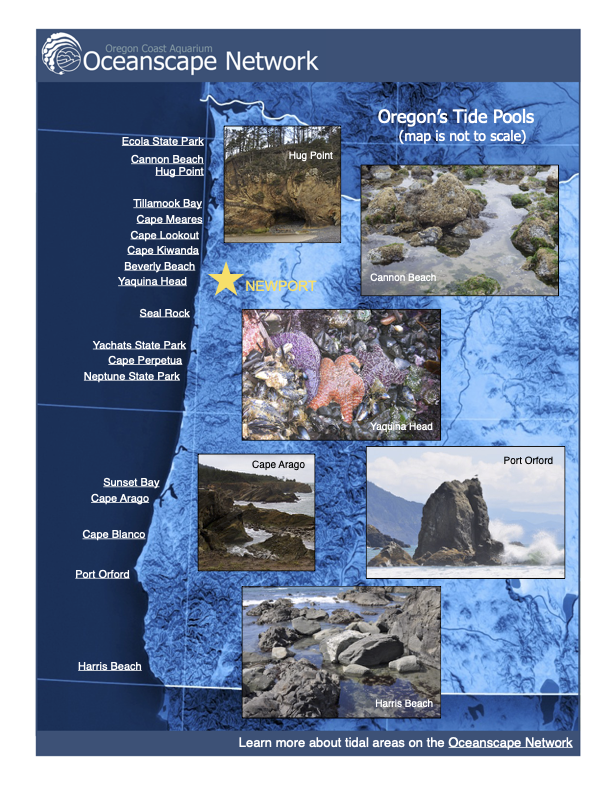 Oregon Coast Aquarium
Oceanscape Network
Oregon's Tide Pools
(map is not to scale)
Ecola State Park
Cannon Beach
Hug Point
Tillamook Bay
Cape Meares
Cape Lookout
Cape Kiwanda
Beverly Beach
Yaquina Head
Seal Rock
Yachats State Park
Cape Perpetua
Neptune State Park
Sunset Bay
Cape Arago
Cape Blanco
Port Orford
Harris Beach
Hug Point
Cannon Beach
NEWPORT
Yaquina Head
Cape Arago
Port Orford
Harris Beach
Learn more about tidal areas on the Oceanscape Network